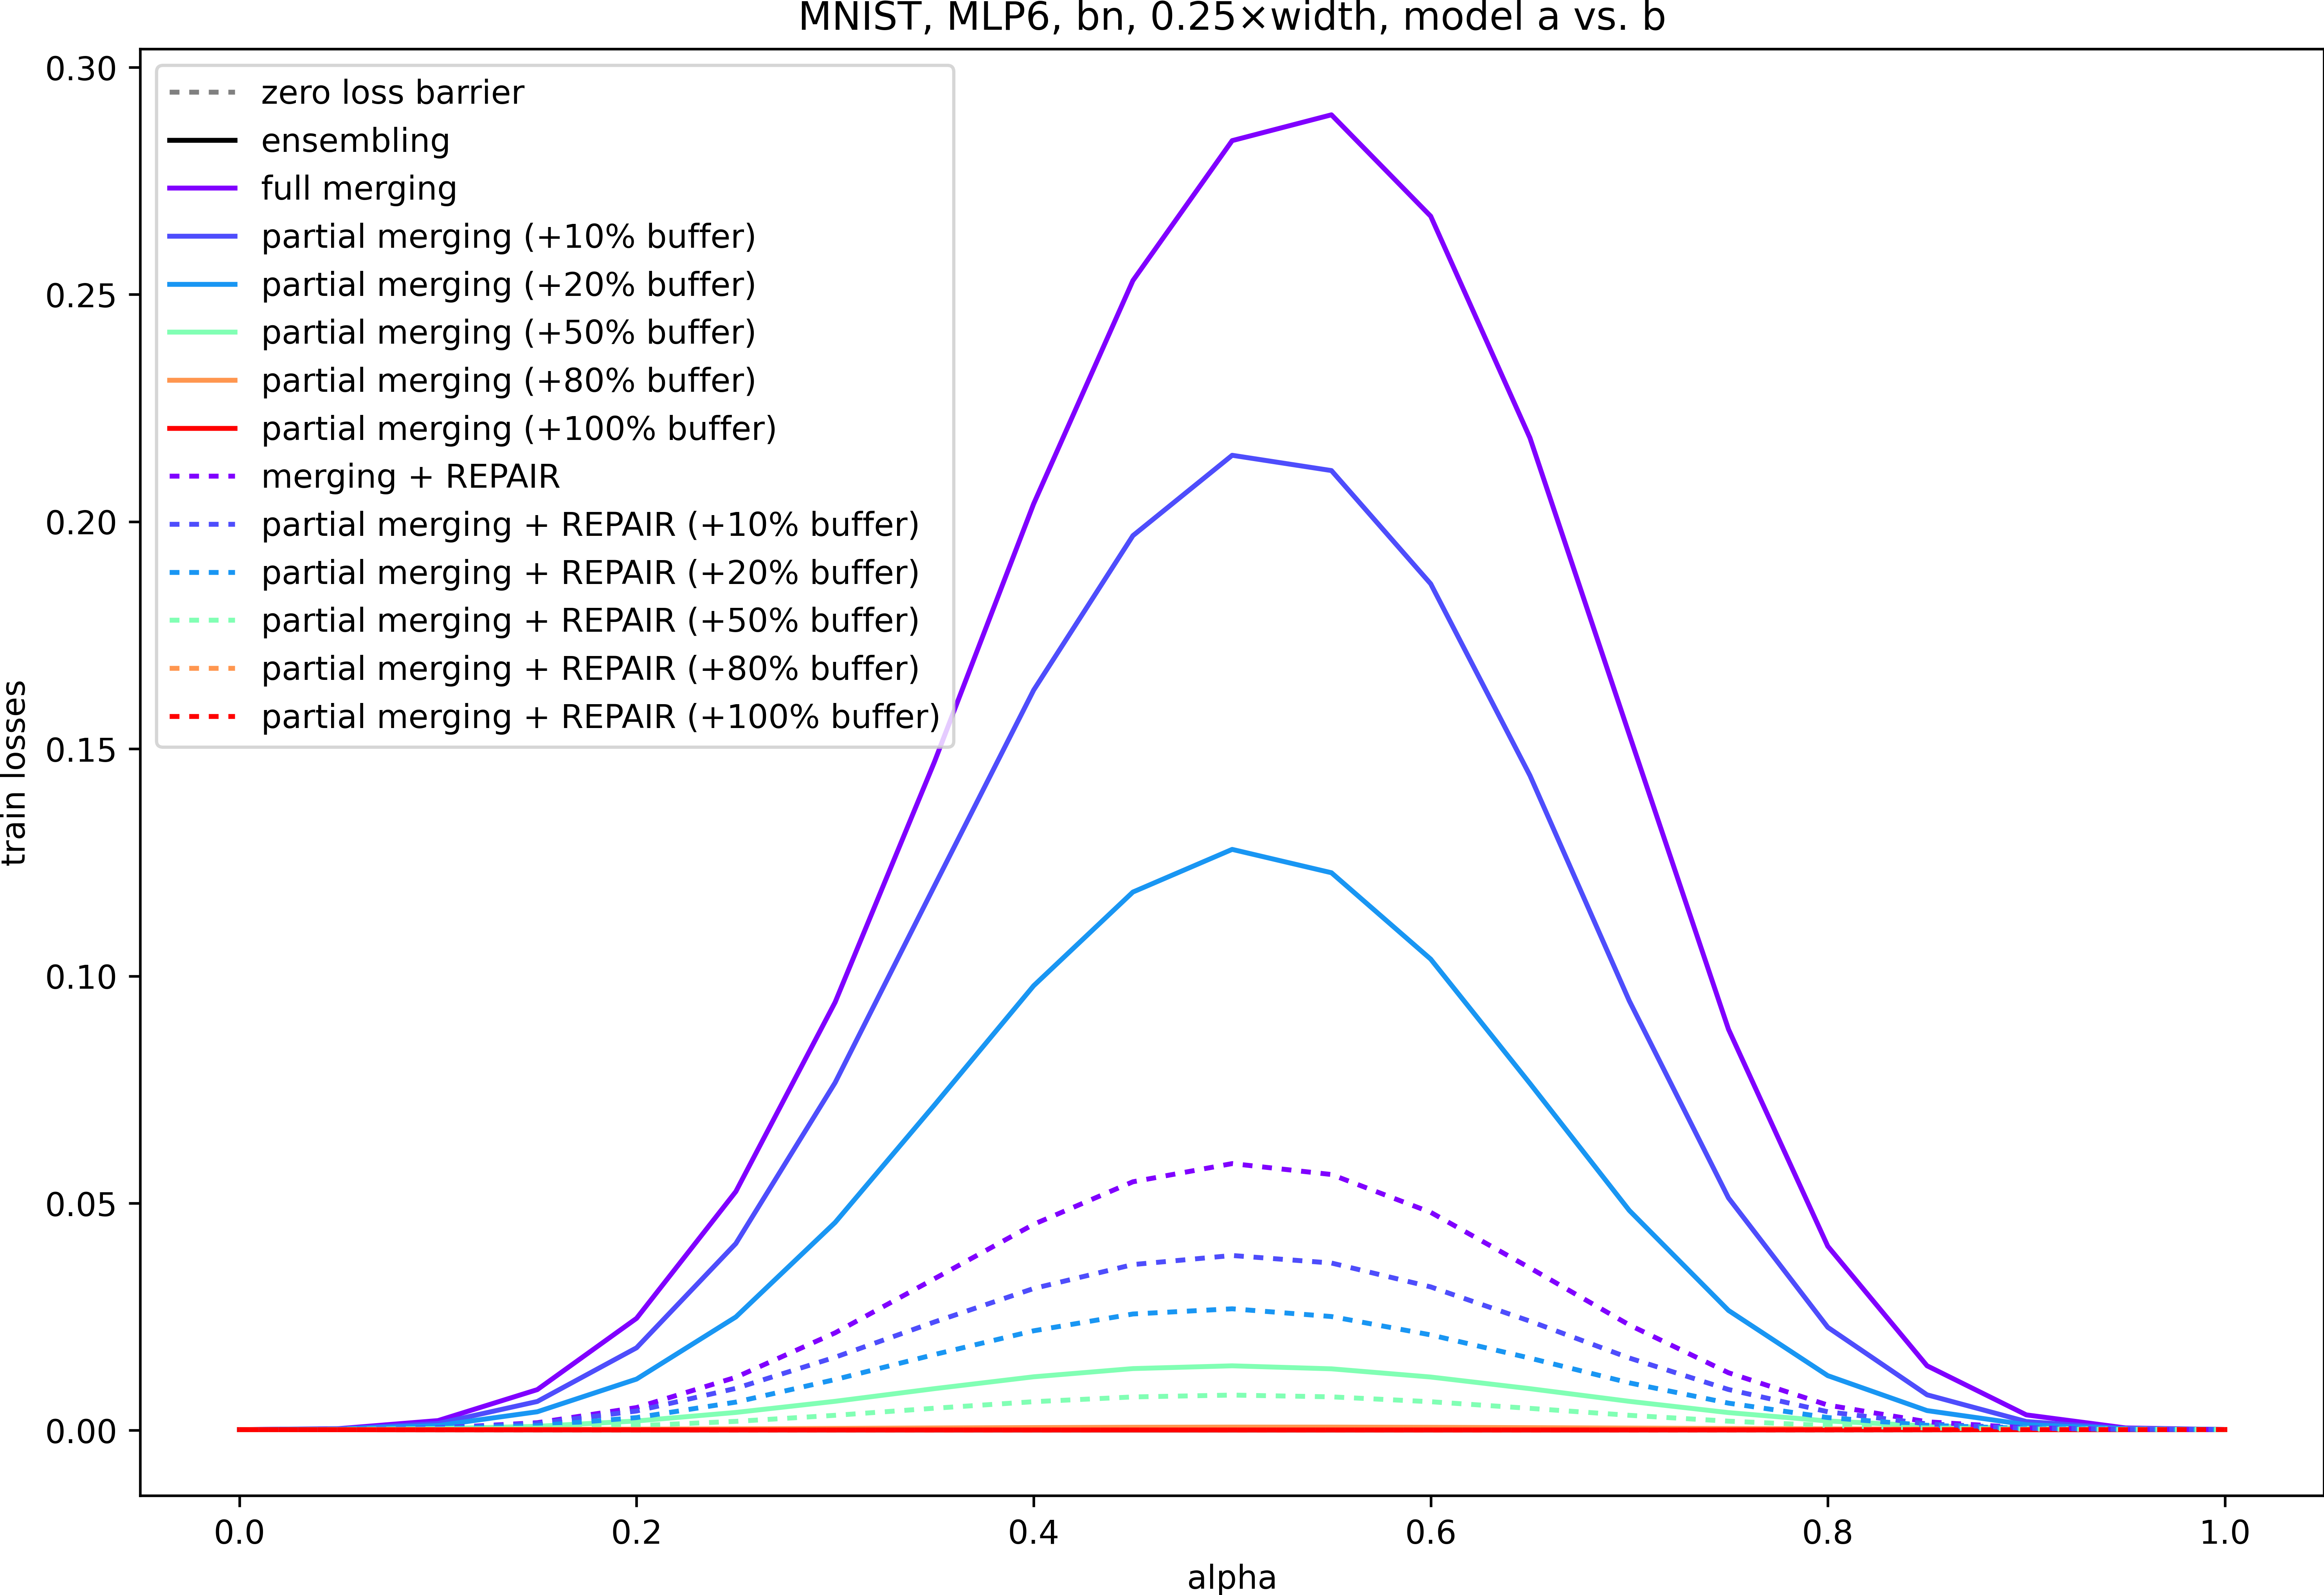 MNIST, MLP6, bn, 0.25×width, model a vs. b
0.30
0.25
0.20
0.15
0.10
0.05
0.00
train losses
zero loss barrier
ensembling
full merging
partial merging (+10% buffer)
partial merging (+20% buffer)
partial merging (+50% buffer)
partial merging (+80% buffer)
partial merging (+100% buffer)
merging + REPAIR
partial merging + REPAIR (+10% buffer)
partial merging + REPAIR (+20% buffer)
partial merging + REPAIR (+50% buffer)
partial merging + REPAIR (+80% buffer)
partial merging + REPAIR (+100% buffer)
0.0 0.2 0.4 0.6 0.8 1.0
alpha